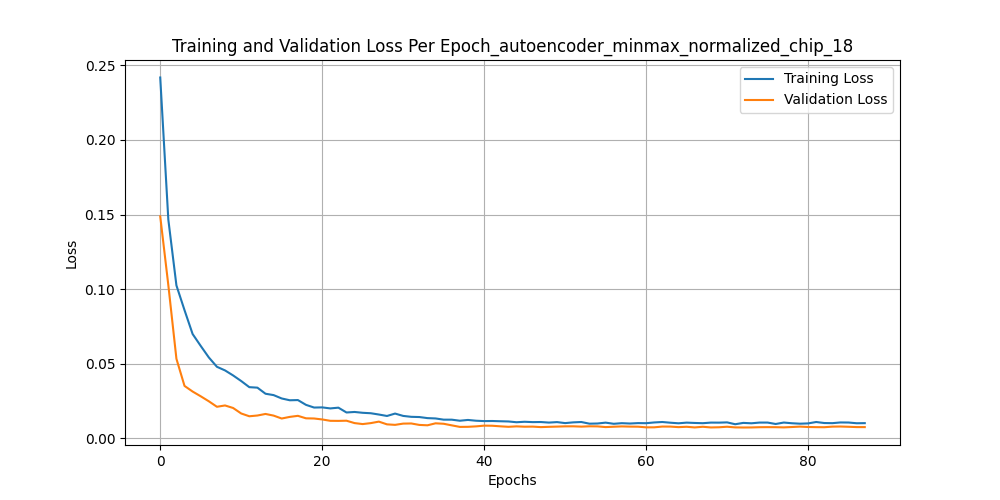 Training and Validation Loss Per Epoch_autoencoder_minmax_normalized_chip_18
Training Loss
Validation Loss
0.25
0.20
0.15
0.10
0.05
0.00
Loss
0 20 40 60 80
Epochs